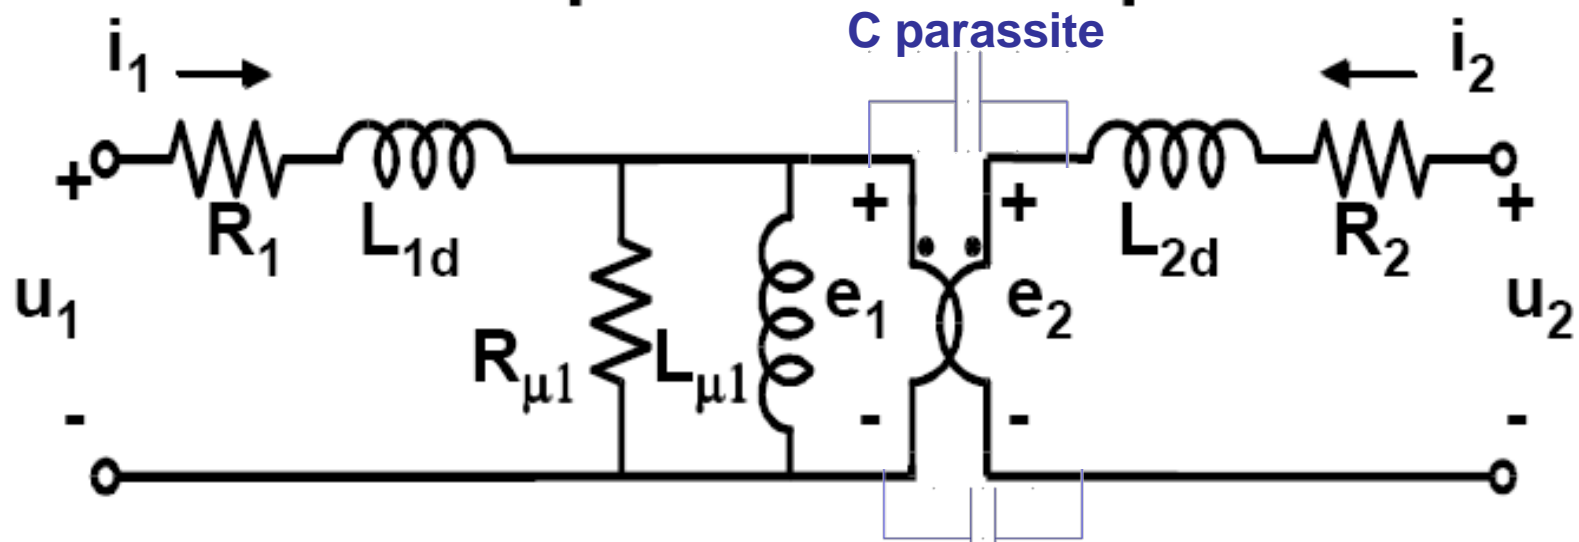 C parassite
i1 i2
+ + + +
R1 L1d L2d R2
u1 e1 e2 u2
Rμ1 Lμ1
- - - -